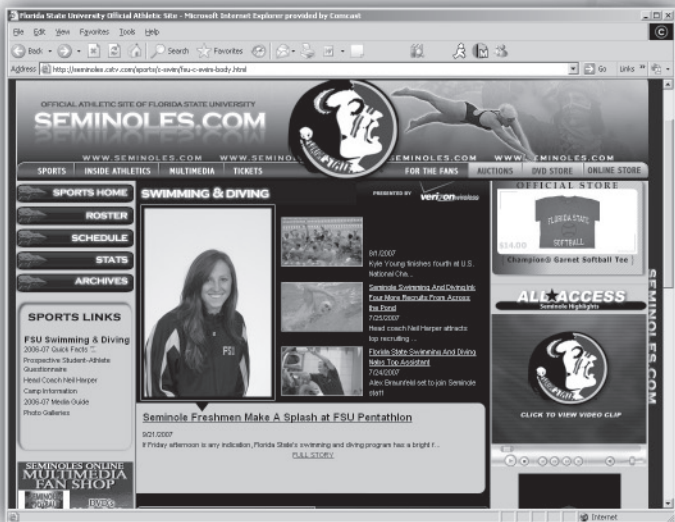 Florida State University Official Athletic Site - Microsoft Internet Explorer provided by Comcast
File Edit View Favorites Tools Help
Back Search Favorites
Address http://seminoles.cstv.com/sports/c-swim/fsu-c-swim-body.html Go Links »
OFFICIAL ATHLETIC SITE OF FLORIDA STATE UNIVERSITY
SEMINOLES.COM
WWW.SEMINOLES.COM WWW.SEMINOLES.COM
SPORTS INSIDE ATHLETICS MULTIMEDIA TICKETS FOR THE FANS AUCTIONS DVD STORE ONLINE STORE
SPORTS HOME
ROSTER
SCHEDULE
STATS
ARCHIVES
SPORTS LINKS
FSU Swimming & Diving
2006-07 Quick Facts
Prospective Student-Athlete
Questionnaire
Head Coach Neil Harper
Camp Information
2006-07 Media Guide
Photo Galleries
SEMINOLES ONLINE
MULTIMEDIA
FAN SHOP
SWIMMING & DIVING
PRESENTED BY verizon wireless
FSU
9/1/2007
Kyle Young finishes fourth at U.S.
National Cha...
Seminole Swimming And Diving Ink
Four More Recruits From Across
the Pond
7/25/2007
Head coach Neil Harper attracts
top recruiting ...
Florida State Swimming And Diving
Nales Top Assistant
7/24/2007
Alex Braunfeld set to join Seminole
staff
Seminole Freshmen Make A Splash at FSU Pentathlon
9/21/2007
If Friday afternoon is any indication, Florida State's swimming and diving program has a bright f...
FULL STORY
OFFICIAL STORE
FLORIDA STATE
SOFTBALL
$14.00
Champion® Garnet Softball Tee
ALL ACCESS
Seminole Highlights
CLICK TO VIEW VIDEO CLIP
SEMINOLES.COM
Internet